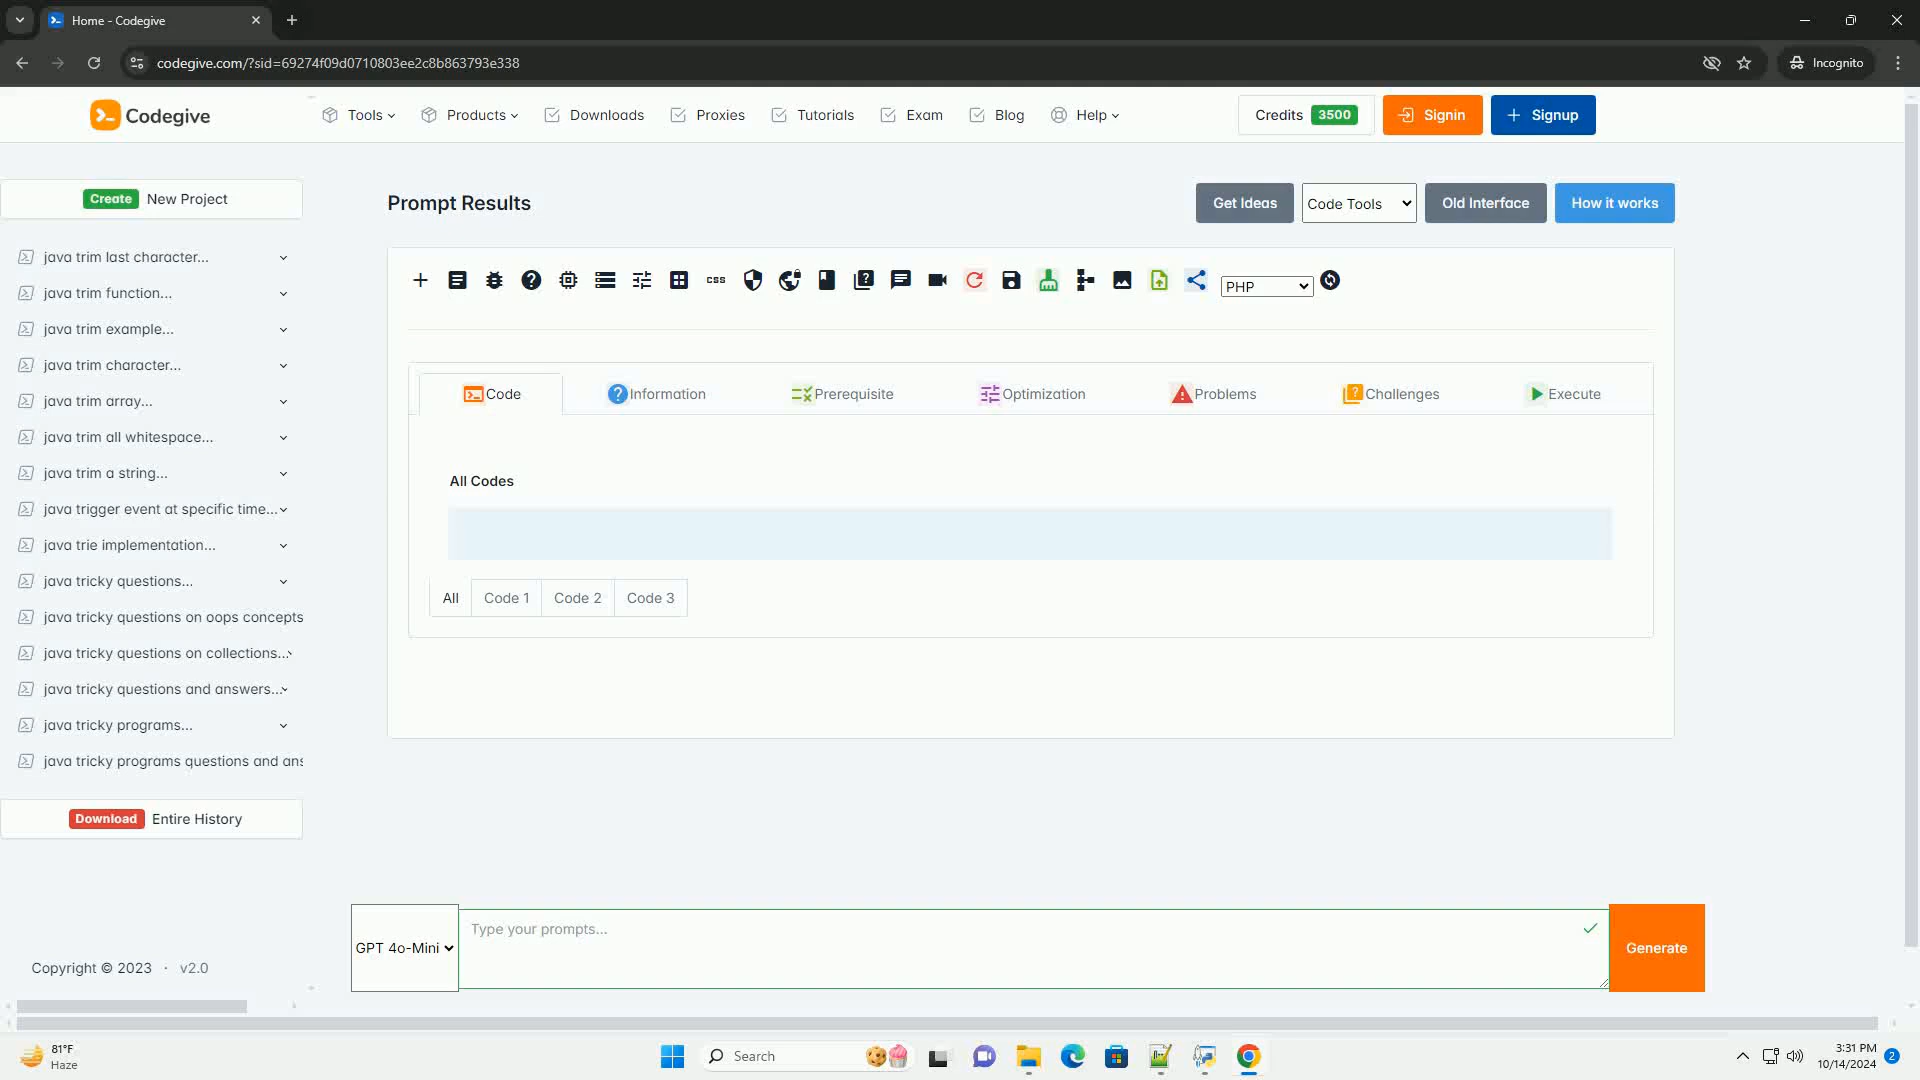 Home - Codegive
codegive.com/?sid=69274f09d0710803ee2c8b863793e338
Incognito
Codegive
Tools
Products
Downloads
Proxies
Tutorials
Exam
Blog
Help
Credits 3500
Signin
Signup
Create New Project
java trim last character...
java trim function...
java trim example...
java trim character...
java trim array...
java trim all whitespace...
java trim a string...
java trigger event at specific time...
java trie implementation...
java tricky questions...
java tricky questions on oops concepts
java tricky questions on collections...
java tricky questions and answers...
java tricky programs...
java tricky programs questions and ans
Download Entire History
Copyright © 2023 · v2.0
Prompt Results
Get Ideas
Code Tools
Old Interface
How it works
CSS
PHP
Code
Information
Prerequisite
Optimization
Problems
Challenges
Execute
All Codes
All
Code 1
Code 2
Code 3
GPT 4o-Mini
Type your prompts...
Generate
81°F
Haze
Search
3:31 PM
10/14/2024
2